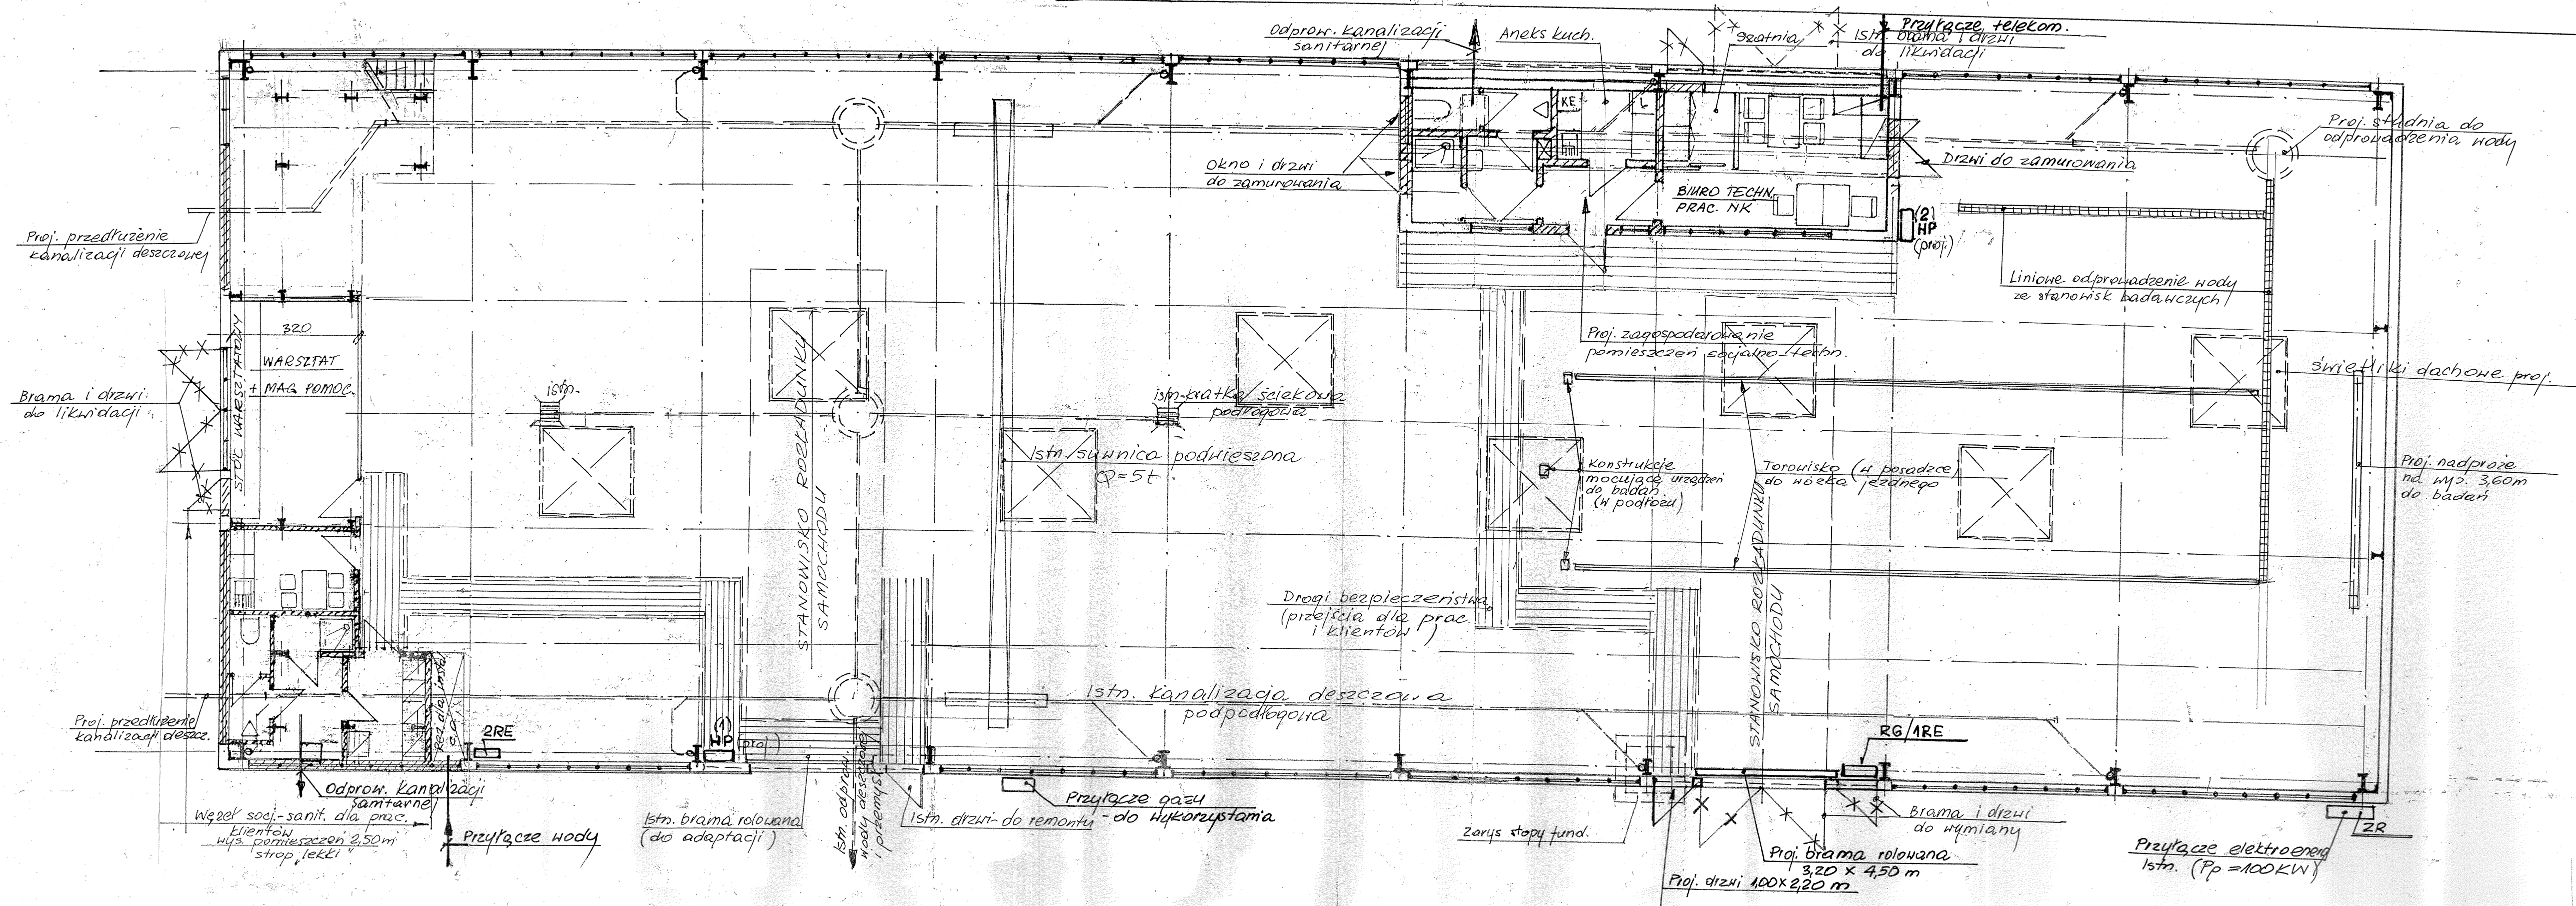 Odprow. kanalizacji
sanitarnej
Aneks kuch.
szatnia
Przyłącze telekom.
Istn. brama i drzwi
do likwidacji
KE
L
Okno i drzwi
do zamurowania
BIURO TECHN.
PRAC. NK
Drzwi do zamurowania
Proj. studnia do
odprowadzenia wody
(2)
HP
(proj.)
Proj. przedłużenie
kanalizacji deszczowej
Liniowe odprowadzenie wody
ze stanowisk badawczych
320
WARSZTAT
+ MAG POMOC.
STÓŁ WARSZTATOWY
Brama i drzwi
do likwidacji
istn.
STANOWISKO ROZŁADUNKU
SAMOCHODU
istn. kratka ściekowa
podłogowa
Istn. suwnica podwieszona
Q=5t
Proj. zagospodarowanie
pomieszczeń socjalno-techn.
świetliki dachowe proj.
Konstrukcje
mocujące urządzeń
do badań
(w podłożu)
Torowisko (w posadzce)
do wózka jezdnego
Proj. nadproże
na wys. 3,60m
do badań
Drogi bezpieczeństwa
(przejścia dla prac.
i klientów)
STANOWISKO ROZŁADUNKU
SAMOCHODU
Istn. kanalizacja deszczowa
podpodłogowa
Proj. przedłużenie
kanalizacji deszcz.
Rez. dla instal.
2RE
(1)
HP (proj.)
RG/1RE
Odprow. kanalizacji
sanitarnej
Węzeł socj.-sanit. dla prac.
klientów
wys. pomieszczeń 2,50m
strop „lekki"
Przyłącze wody
Istn. brama rolowana
(do adaptacji)
Istn. odprow.
wody deszczowej
i przemysł.
Istn. drzwi-do remontu
Przyłącze gazu
-do wykorzystania
Zarys stopy fund.
Brama i drzwi
do wymiany
Proj. brama rolowana
3,20 x 4,50 m
Proj. drzwi 1,00x2,20 m
ZR
Przyłącze elektroenerg
Istn. (Pp =100KW)